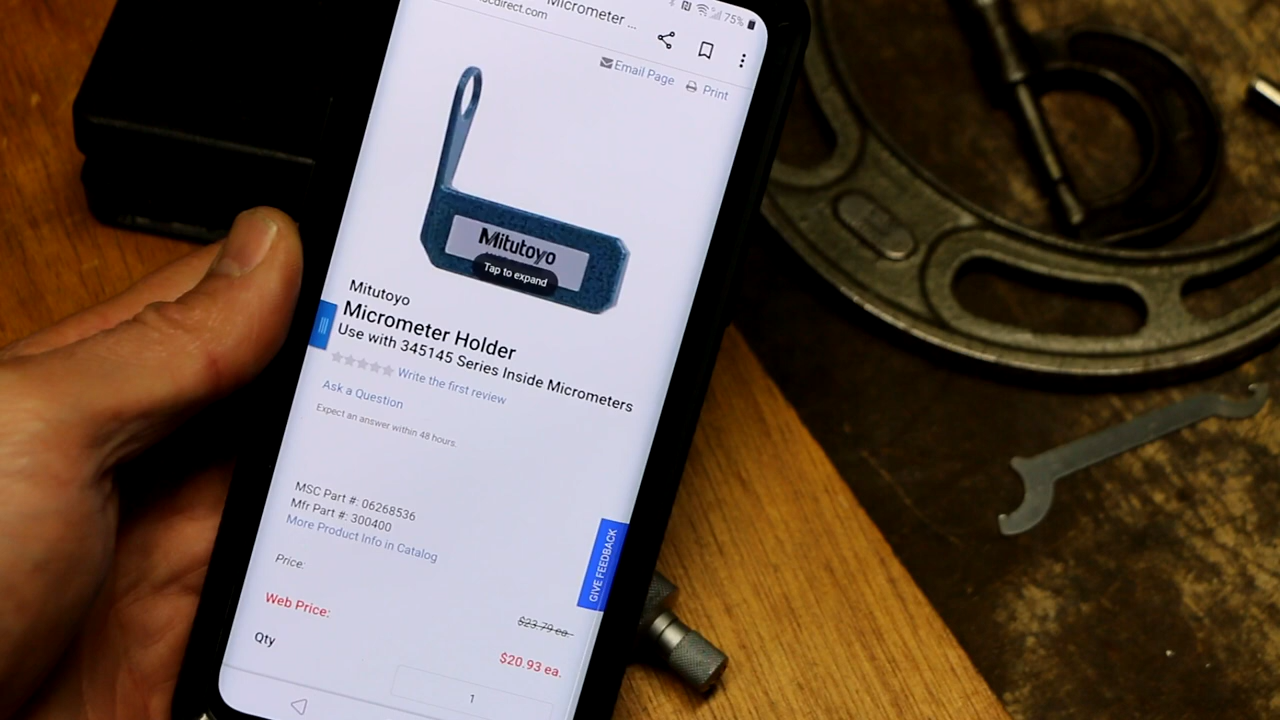 Micrometer ...
75%
Email Page
Print
Mitutoyo
Tap to expand
Mitutoyo
Micrometer Holder
Use with 345145 Series Inside Micrometers
Write the first review
Ask a Question
Expect an answer within 48 hours.
MSC Part #: 06268536
Mfr Part #: 300400
More Product Info in Catalog
GIVE FEEDBACK
Price:
$23.79 ea.
Web Price:
$20.93 ea.
Qty
1